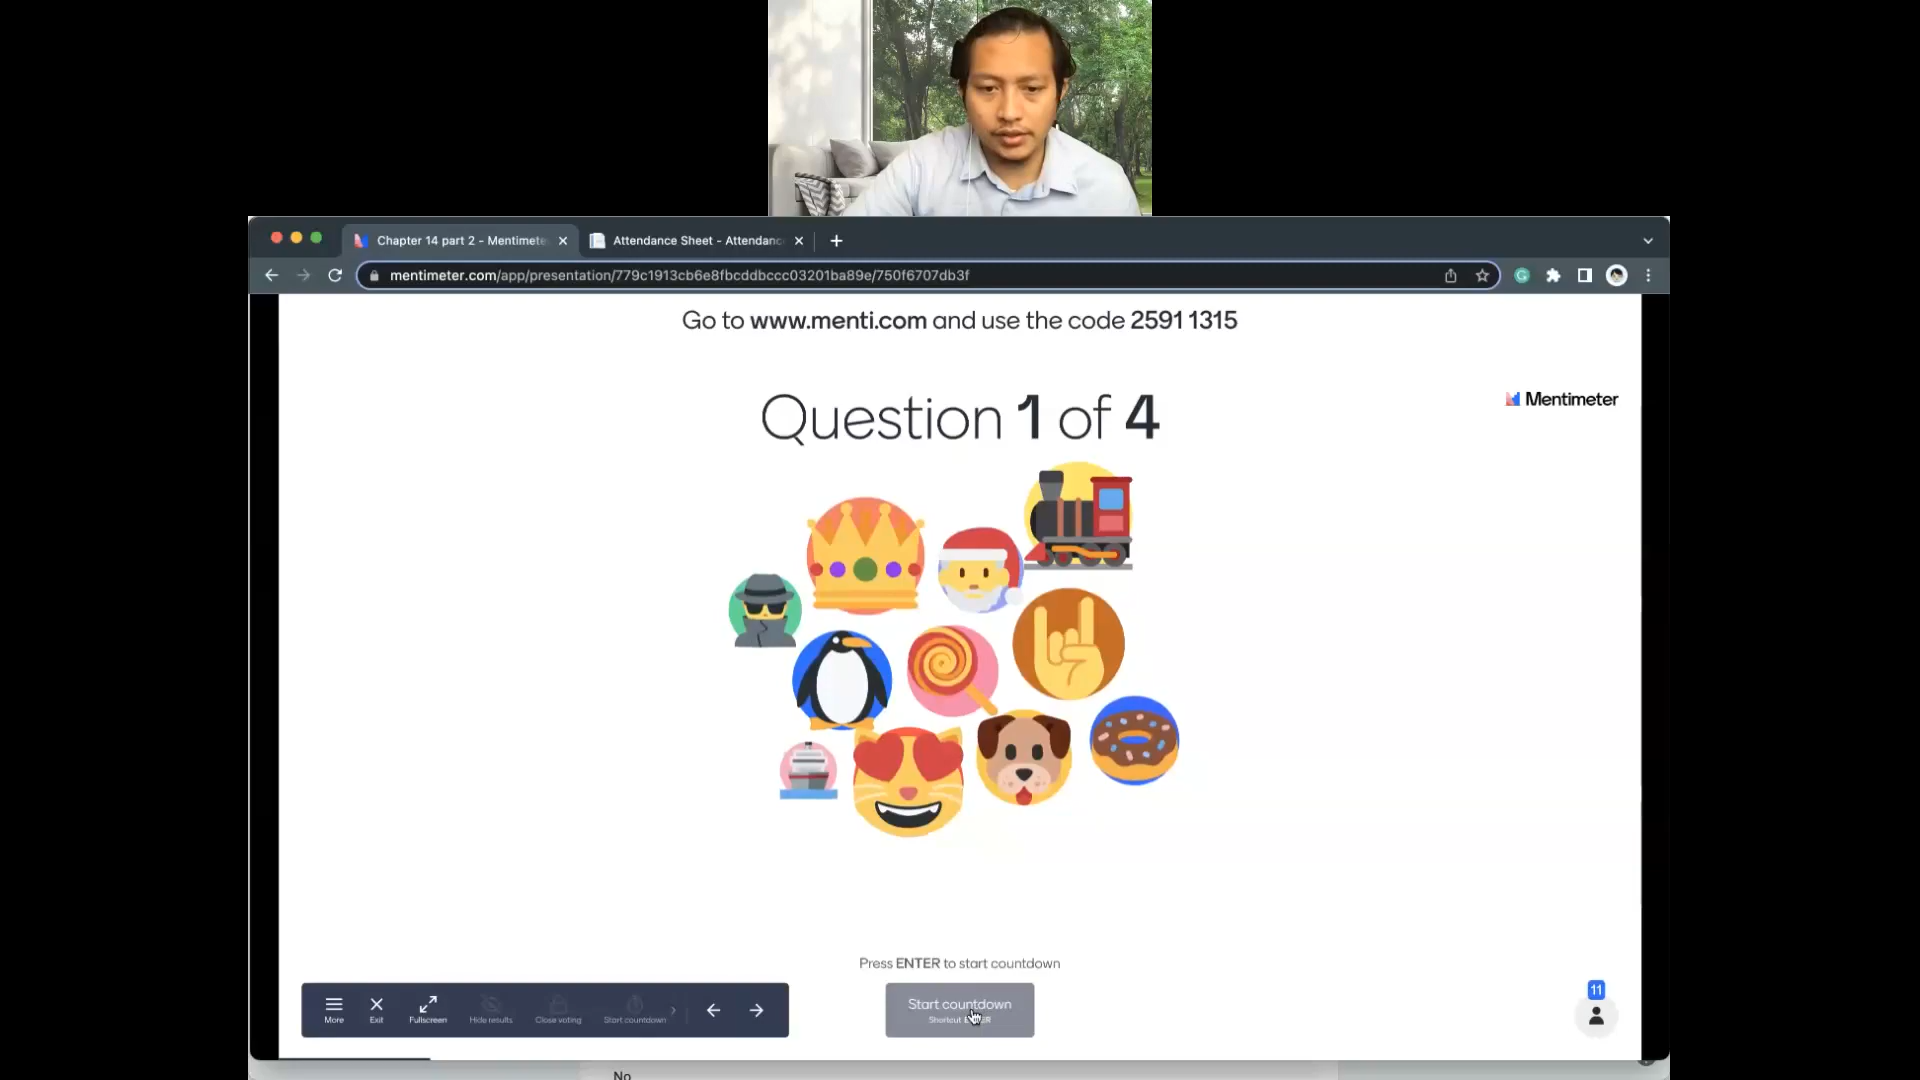 Chapter 14 part 2 - Mentimete
Attendance Sheet - Attendanc
mentimeter.com/app/presentation/779c1913cb6e8fbcddbccc03201ba89e/750f6707db3f
Go to www.menti.com and use the code 2591 1315
Mentimeter
Question 1 of 4
Press ENTER to start countdown
Start countdown
Shortcut
More
Exit
Fullscreen
Hide results
Close voting
Start countdown
11
No